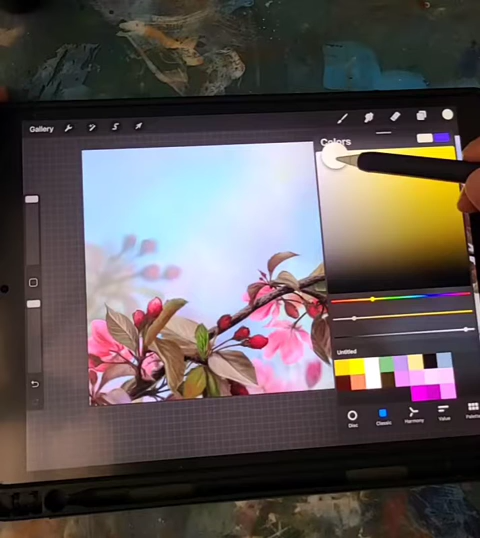 Gallery
Colors
Untitled
Disc
Classic
Harmony
Value